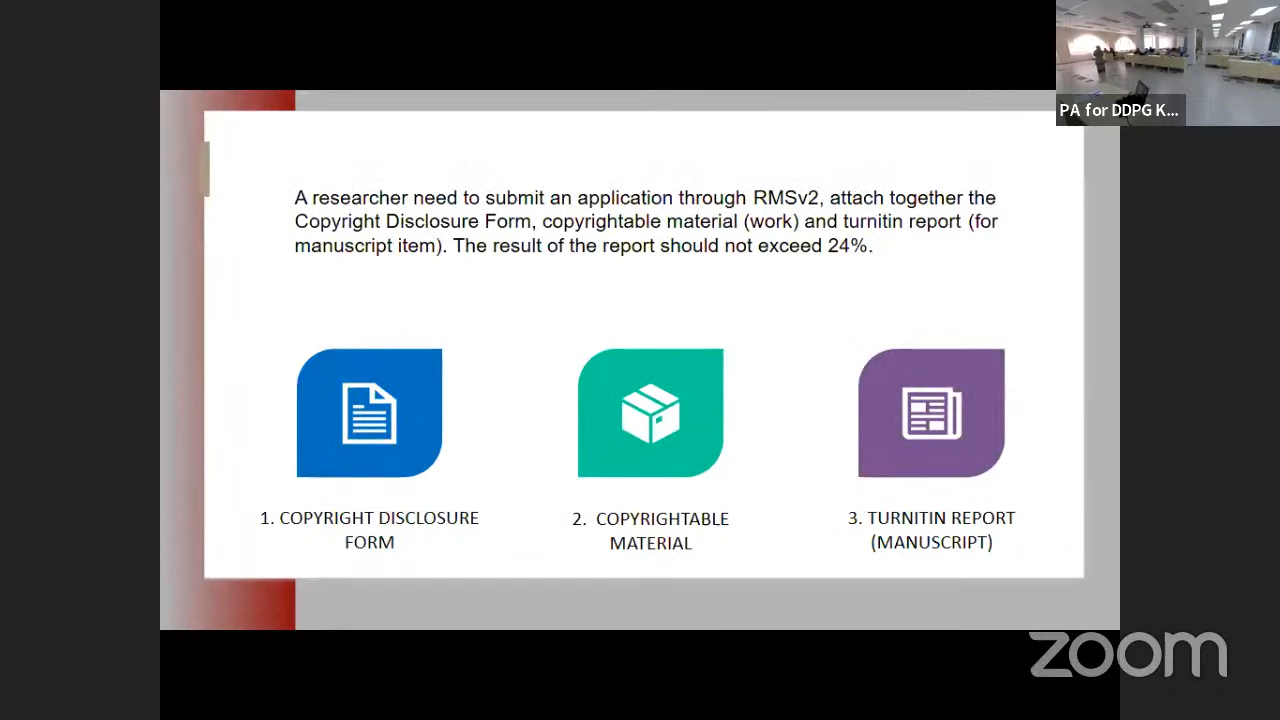 PA for DDPG K...
A researcher need to submit an application through RMSv2, attach together the
Copyright Disclosure Form, copyrightable material (work) and turnitin report (for
manuscript item). The result of the report should not exceed 24%.
1. COPYRIGHT DISCLOSURE
FORM
2. COPYRIGHTABLE
MATERIAL
3. TURNITIN REPORT
(MANUSCRIPT)
zoom